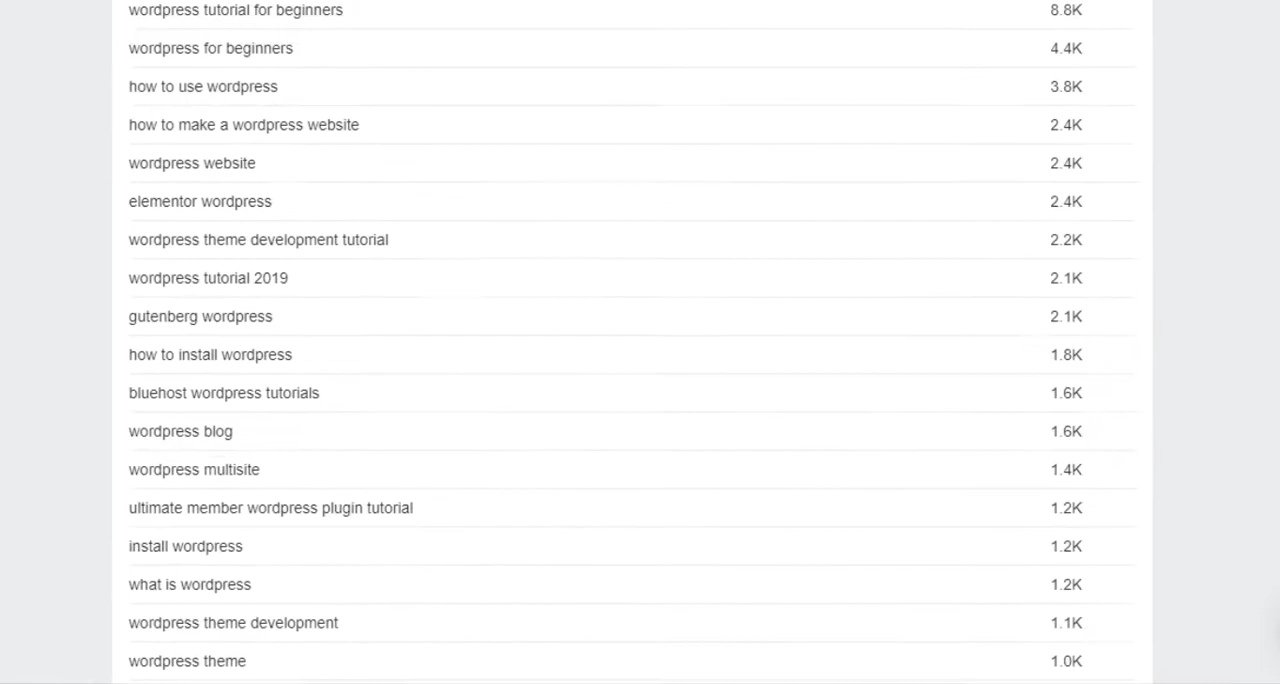 wordpress tutorial for beginners 8.8K
wordpress for beginners 4.4K
how to use wordpress 3.8K
how to make a wordpress website 2.4K
wordpress website 2.4K
elementor wordpress 2.4K
wordpress theme development tutorial 2.2K
wordpress tutorial 2019 2.1K
gutenberg wordpress 2.1K
how to install wordpress 1.8K
bluehost wordpress tutorials 1.6K
wordpress blog 1.6K
wordpress multisite 1.4K
ultimate member wordpress plugin tutorial 1.2K
install wordpress 1.2K
what is wordpress 1.2K
wordpress theme development 1.1K
wordpress theme 1.0K